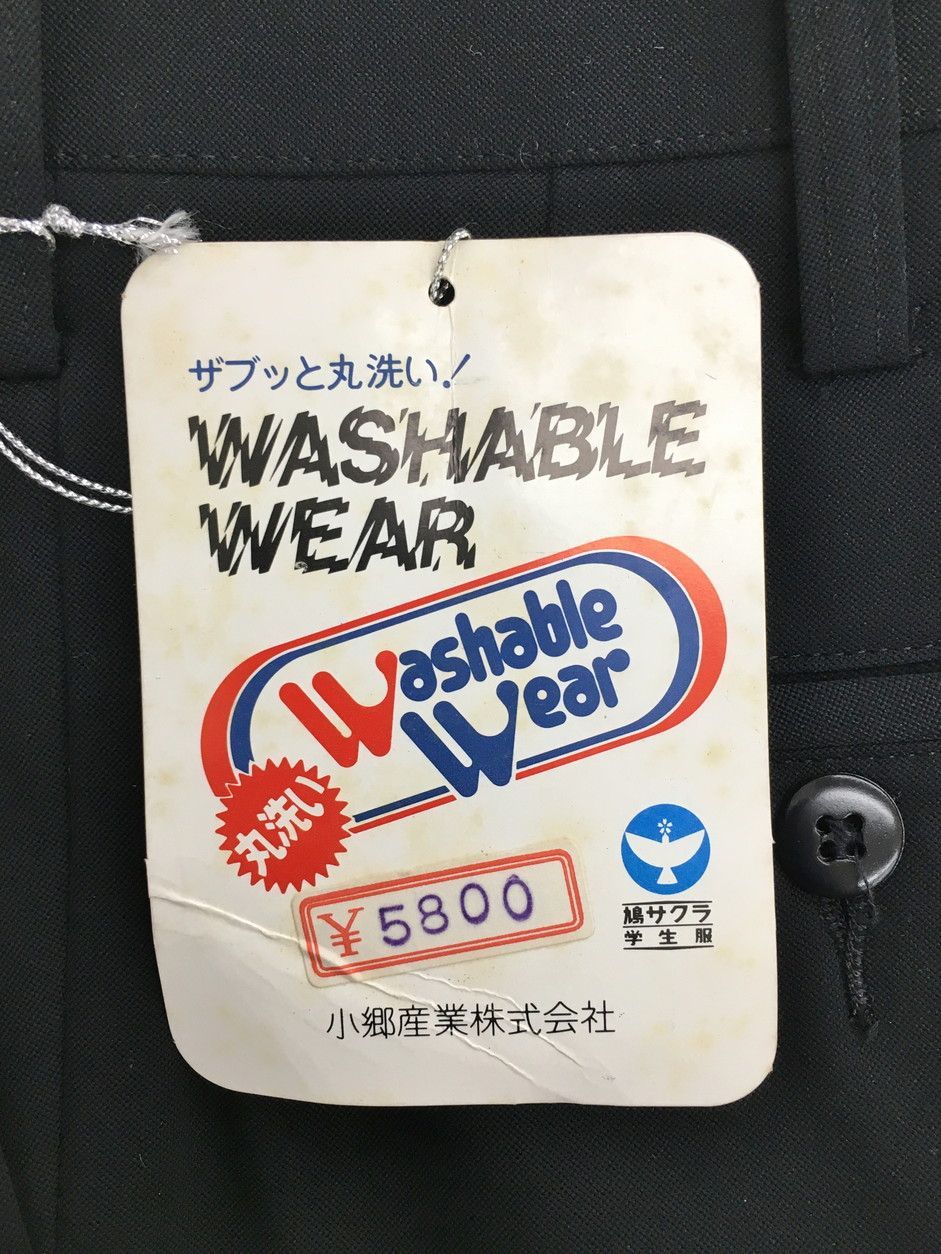 ザブッと丸洗い!
WASHABLE
WEAR
Washable
Wear
丸洗い
¥5800
鳩サクラ
学生服
小郷産業株式会社